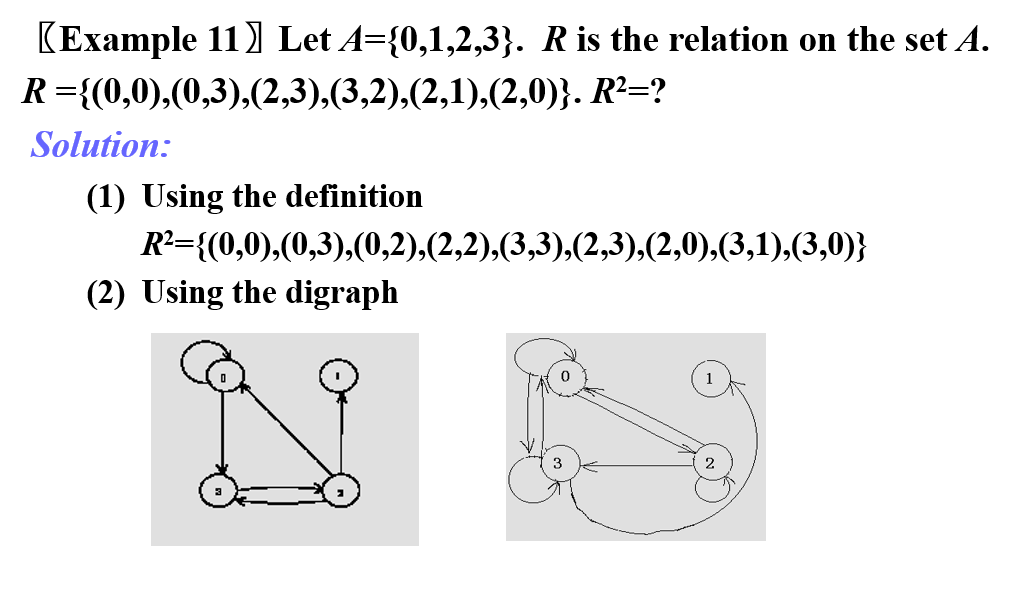 〖Example 11〗 Let A={0,1,2,3}. R is the relation on the set A.
R ={(0,0),(0,3),(2,3),(3,2),(2,1),(2,0)}. R²=?
Solution:
(1) Using the definition
R²={(0,0),(0,3),(0,2),(2,2),(3,3),(2,3),(2,0),(3,1),(3,0)}
(2) Using the digraph
0 1
3 2
0 1
3 2